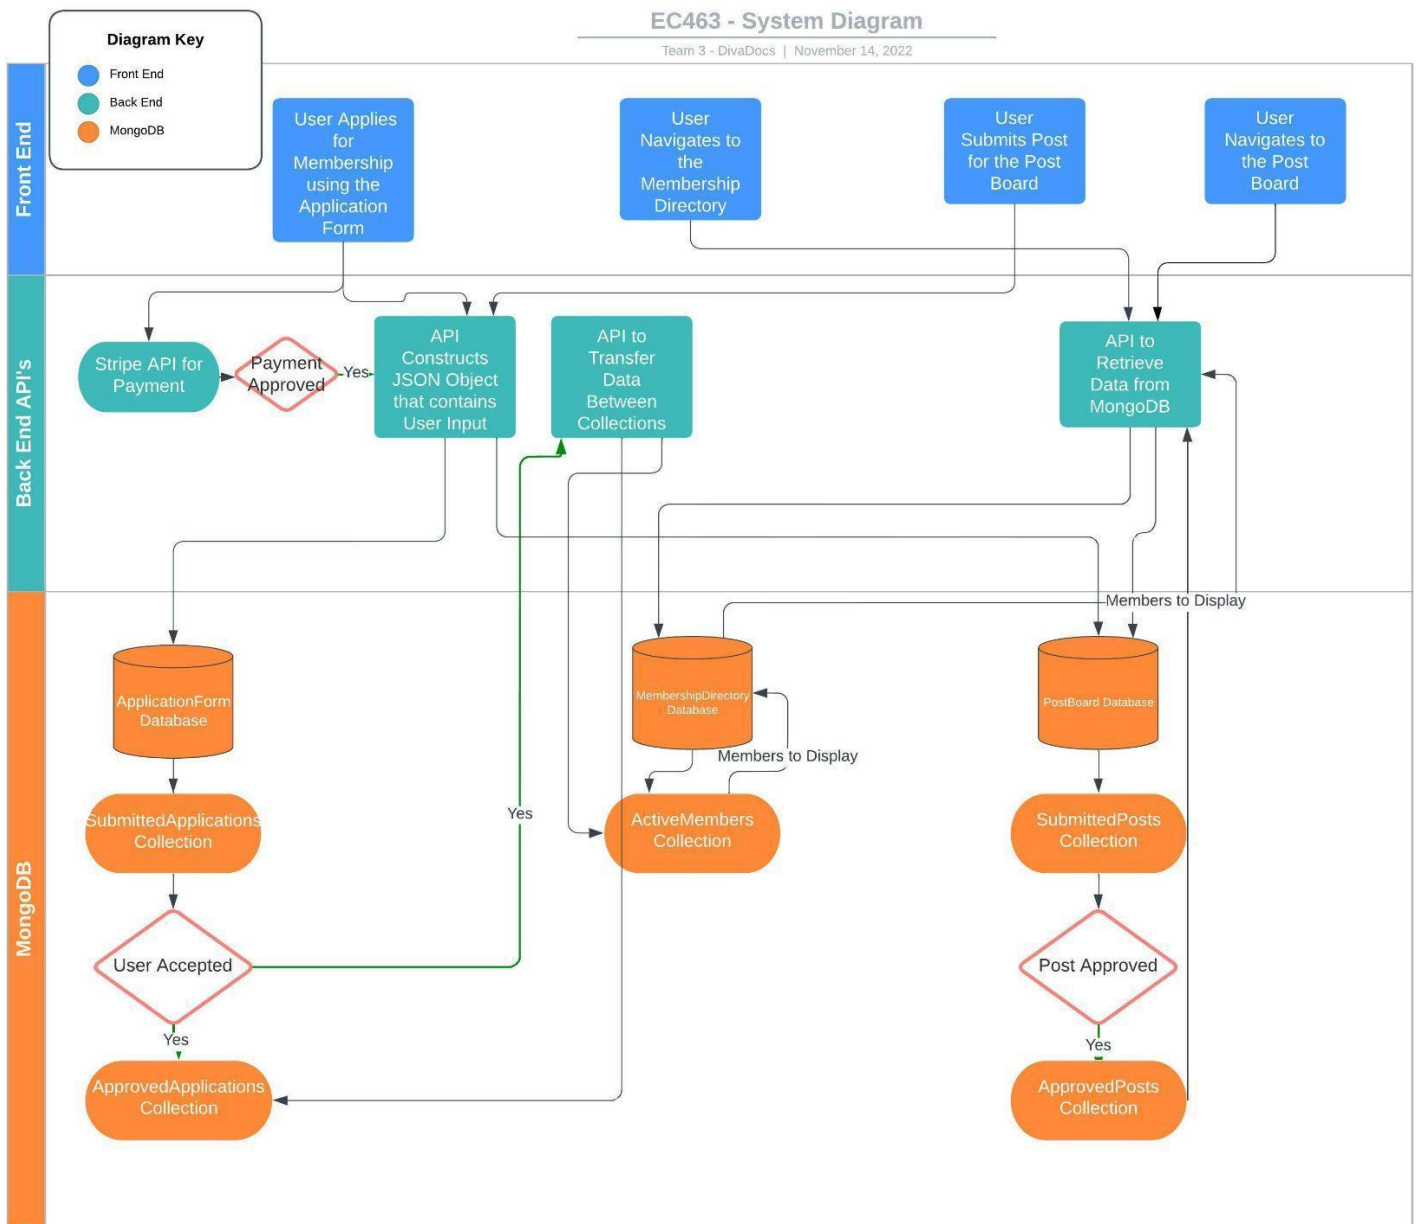 EC463 - System Diagram
Team 3 - DivaDocs | November 14, 2022
Diagram Key
Front End
Back End
MongoDB
Front End
User Applies
for
Membership
using the
Application
Form
User
Navigates to
the
Membership
Directory
User
Submits Post
for the Post
Board
User
Navigates to
the Post
Board
Back End API's
Stripe API for
Payment
Payment
Approved
Yes
API
Constructs
JSON Object
that contains
User Input
API to
Transfer
Data
Between
Collections
API to
Retrieve
Data from
MongoDB
MongoDB
Members to Display
ApplicationForm
Database
MembershipDirectory
Database
PostBoard Database
Members to Display
Yes
SubmittedApplications
Collection
ActiveMembers
Collection
SubmittedPosts
Collection
User Accepted
Post Approved
Yes
Yes
ApprovedApplications
Collection
ApprovedPosts
Collection